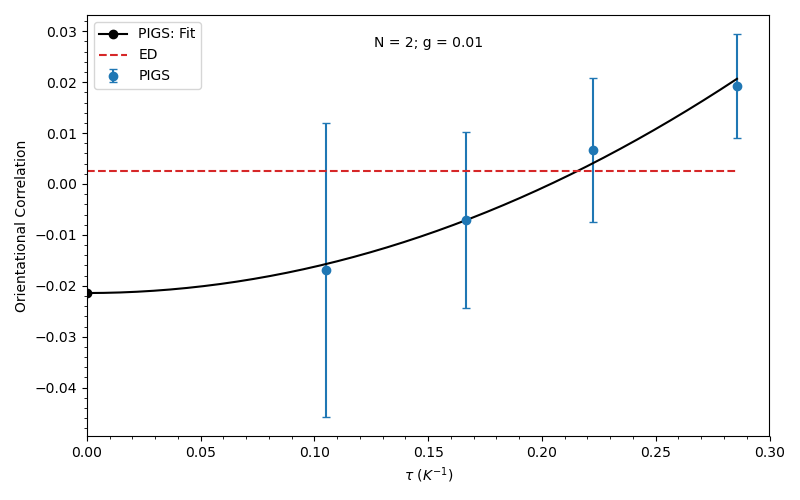 PIGS: Fit
ED
PIGS
N = 2; g = 0.01
Orientational Correlation
0.03
0.02
0.01
0.00
−0.01
−0.02
−0.03
−0.04
0.00 0.05 0.10 0.15 0.20 0.25 0.30
τ (K⁻¹)